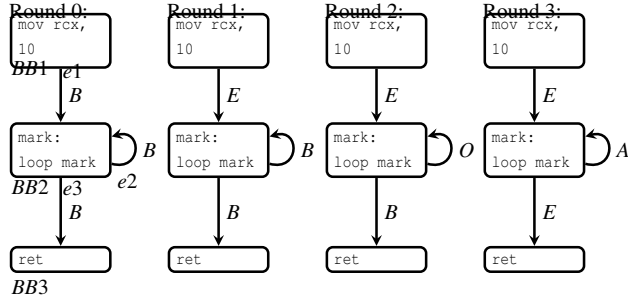 Round 0: Round 1: Round 2: Round 3:
mov rcx, mov rcx, mov rcx, mov rcx,
10 10 10 10
BB1 e1
B E E E
mark: mark: mark: mark:
loop mark B loop mark B loop mark O loop mark A
BB2 e3 e2
B B B E
ret ret ret ret
BB3